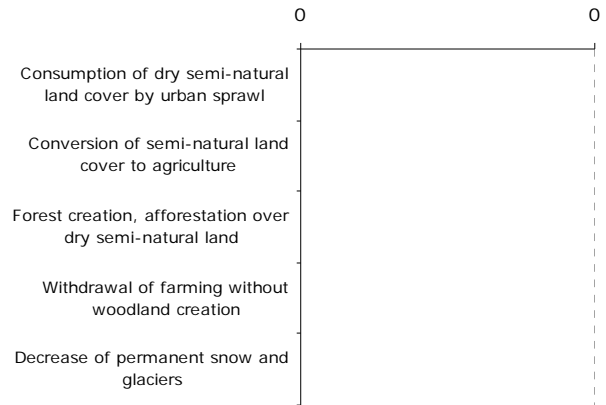 0 0
Consumption of dry semi-natural
land cover by urban sprawl
Conversion of semi-natural land
cover to agriculture
Forest creation, afforestation over
dry semi-natural land
Withdrawal of farming without
woodland creation
Decrease of permanent snow and
glaciers